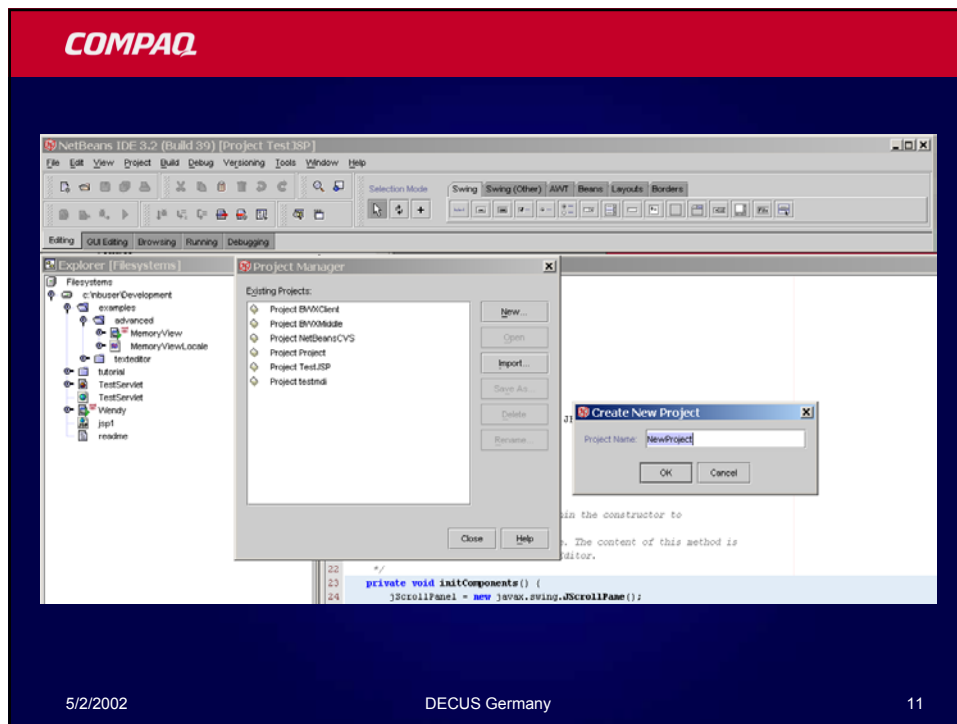 COMPAQ
NetBeans IDE 3.2 (Build 39) [Project TestJSP]
File Edit View Project Build Debug Versioning Tools Window Help
Selection Mode
Swing Swing (Other) AWT Beans Layouts Borders
Editing GUI Editing Browsing Running Debugging
Explorer [Filesystems]
Filesystems
c:\nbuser\Development
examples
advanced
MemoryView
MemoryViewLocale
texteditor
tutorial
TestServlet
TestServlet
Wendy
jsp1
readme
Project Manager
Existing Projects:
Project BWXClient
Project BWXMiddle
Project NetBeansCVS
Project Project
Project TestJSP
Project testmdi
New...
Open
Import...
Save As...
Delete
Rename...
Close Help
Create New Project
Project Name: NewProject
OK Cancel
in the constructor to
. The content of this method is
Editor.
22 */
23 private void initComponents() {
24 jScrollPane1 = new javax.swing.JScrollPane();
5/2/2002 DECUS Germany 11